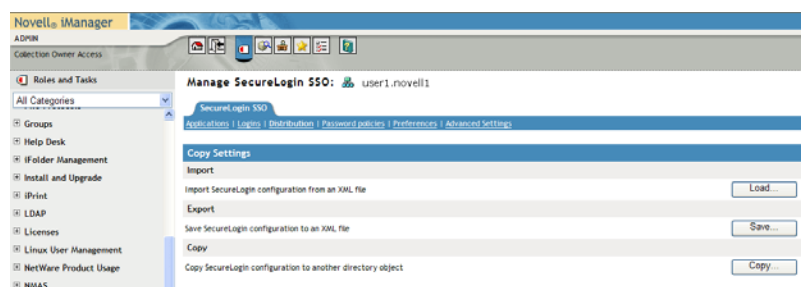 Novell® iManager
ADMIN
Collection Owner Access
Roles and Tasks
All Categories
Groups
Help Desk
iFolder Management
Install and Upgrade
iPrint
LDAP
Licenses
Linux User Management
NetWare Product Usage
NMAS
Manage SecureLogin SSO: user1.novell1
SecureLogin SSO
Applications | Logins | Distribution | Password policies | Preferences | Advanced Settings
Copy Settings
Import
Import SecureLogin configuration from an XML file Load...
Export
Save SecureLogin configuration to an XML file Save...
Copy
Copy SecureLogin configuration to another directory object Copy...